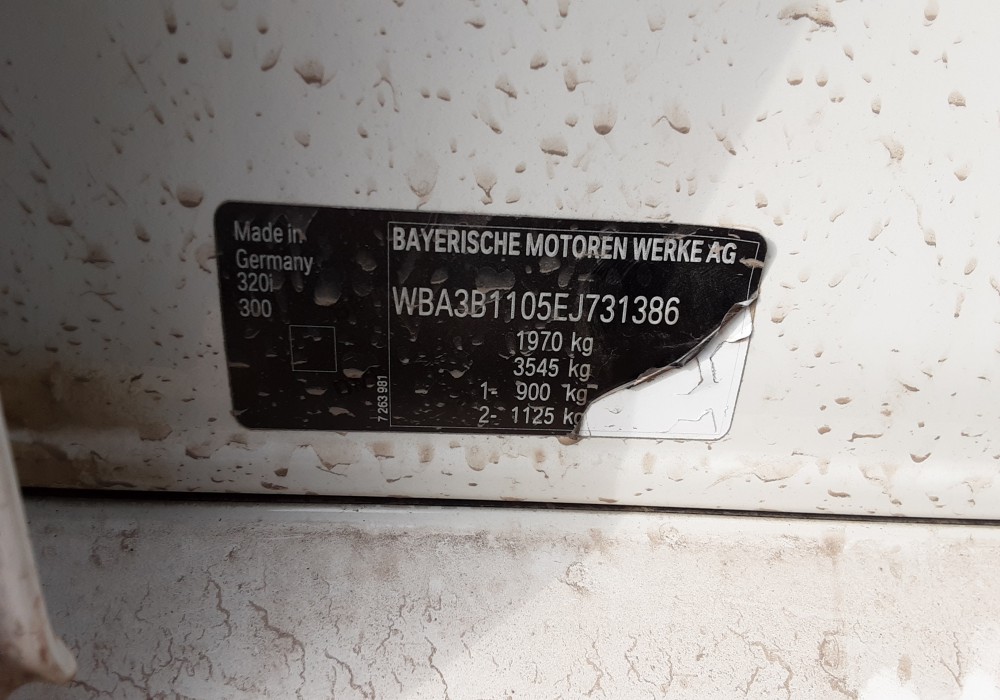 Made in
Germany
320i
300
7 263 981
BAYERISCHE MOTOREN WERKE AG
WBA3B1105EJ731386
1970 kg
3545 kg
1- 900 kg
2- 1125 kg